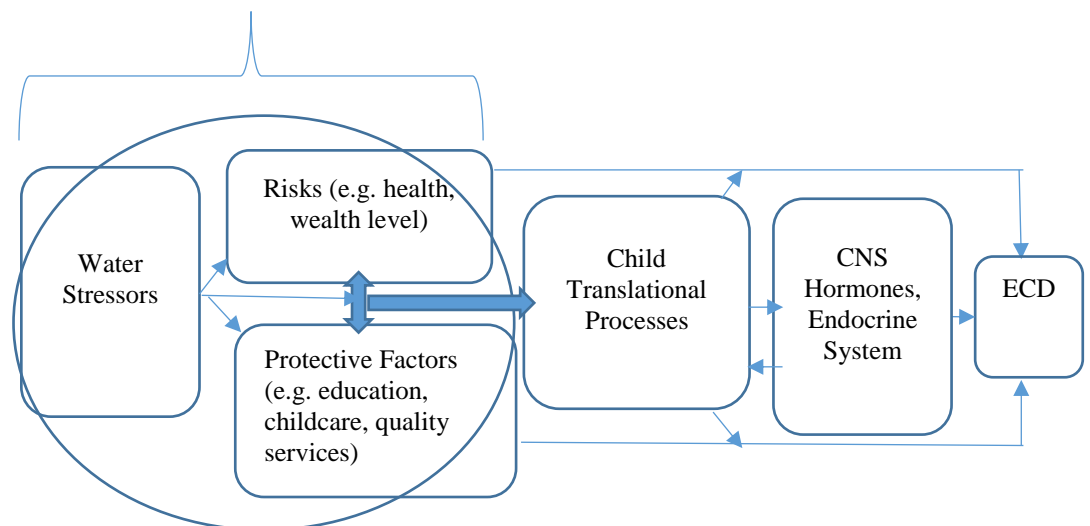 Water
Stressors
Risks (e.g. health,
wealth level)
Protective Factors
(e.g. education,
childcare, quality
services)
Child
Translational
Processes
CNS
Hormones,
Endocrine
System
ECD